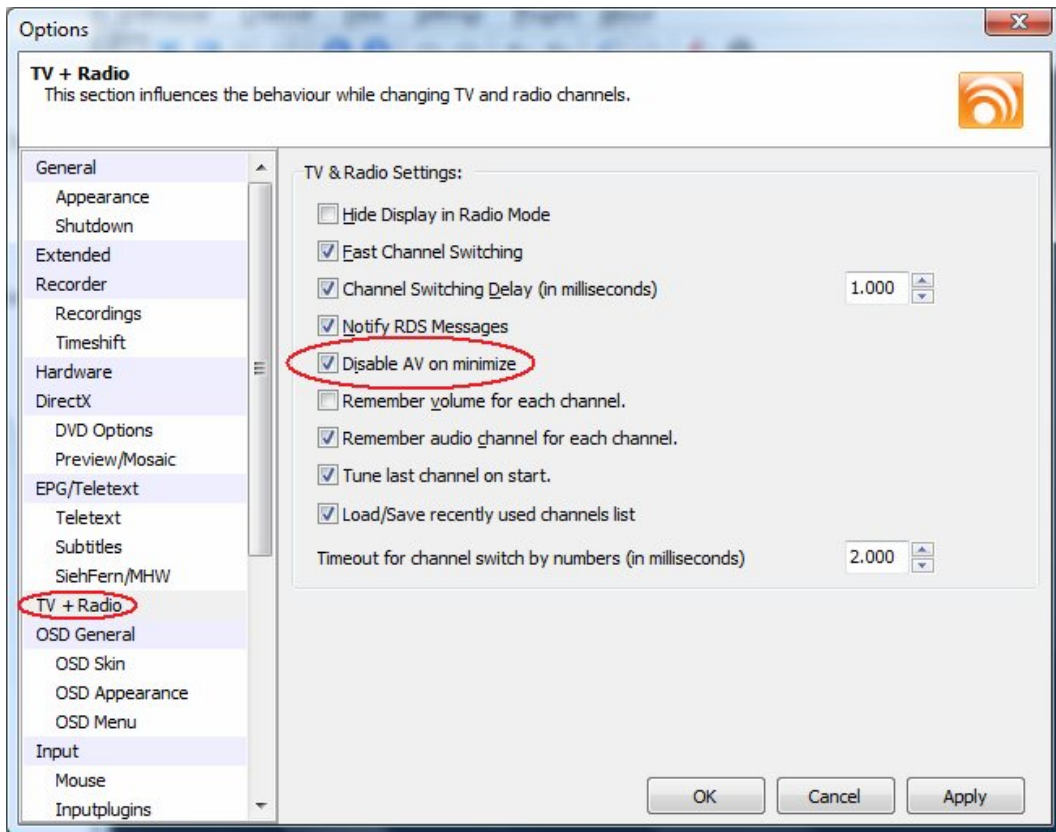 Options
TV + Radio
This section influences the behaviour while changing TV and radio channels.
General
Appearance
Shutdown
Extended
Recorder
Recordings
Timeshift
Hardware
DirectX
DVD Options
Preview/Mosaic
EPG/Teletext
Teletext
Subtitles
SiehFern/MHW
TV + Radio
OSD General
OSD Skin
OSD Appearance
OSD Menu
Input
Mouse
Inputplugins
TV & Radio Settings:
Hide Display in Radio Mode
Fast Channel Switching
Channel Switching Delay (in milliseconds) 1.000
Notify RDS Messages
Disable AV on minimize
Remember volume for each channel.
Remember audio channel for each channel.
Tune last channel on start.
Load/Save recently used channels list
Timeout for channel switch by numbers (in milliseconds) 2.000
OK Cancel Apply